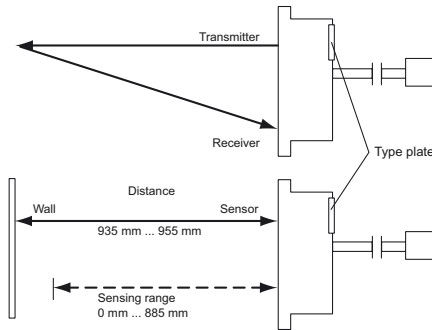 Transmitter
Receiver
Type plate
Distance
Wall
Sensor
935 mm ... 955 mm
Sensing range
0 mm ... 885 mm